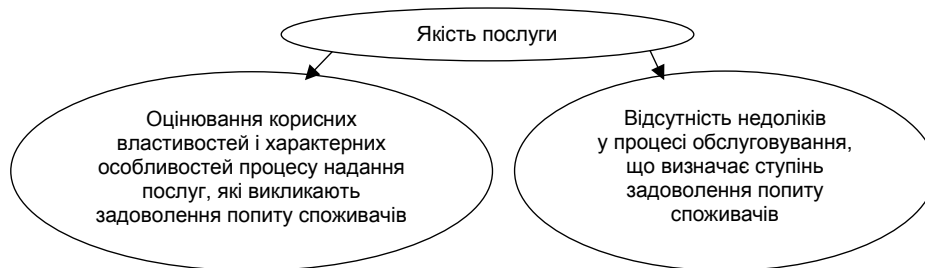 Якість послуги
Оцінювання корисних
властивостей і характерних
особливостей процесу надання
послуг, які викликають
задоволення попиту споживачів
Відсутність недоліків
у процесі обслуговування,
що визначає ступінь
задоволення попиту
споживачів